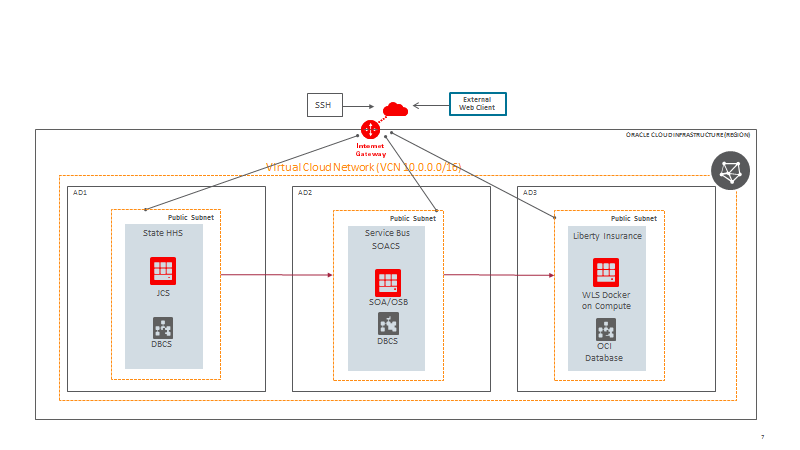 SSH
External
Web Client
ORACLE CLOUD INFRASTRUCTURE (REGION)
Internet
Gateway
Virtual Cloud Network (VCN 10.0.0.0/16)
AD1
AD2
AD3
Public Subnet
State HHS
JCS
DBCS
Public Subnet
Service Bus
SOACS
SOA/OSB
DBCS
Public Subnet
Liberty Insurance
WLS Docker
on Compute
OCI
Database
7